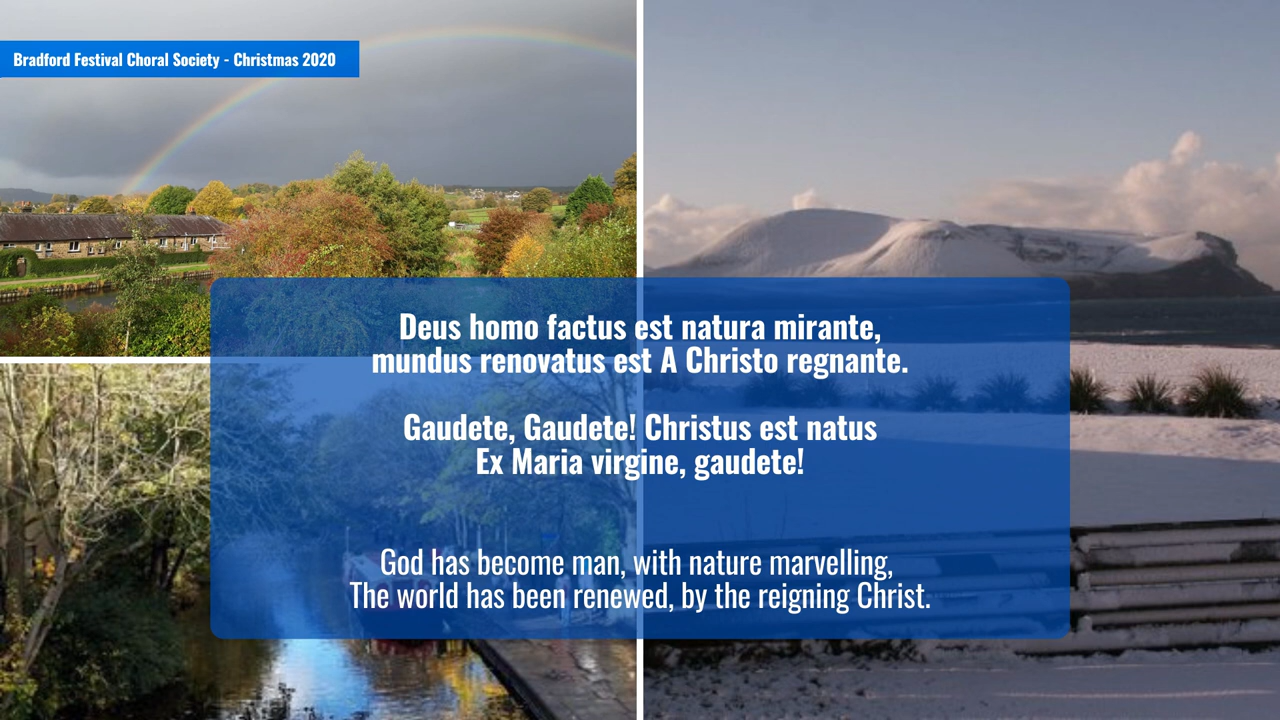 Bradford Festival Choral Society - Christmas 2020
Deus homo factus est natura mirante,
mundus renovatus est A Christo regnante.
Gaudete, Gaudete! Christus est natus
Ex Maria virgine, gaudete!
God has become man, with nature marvelling,
The world has been renewed, by the reigning Christ.